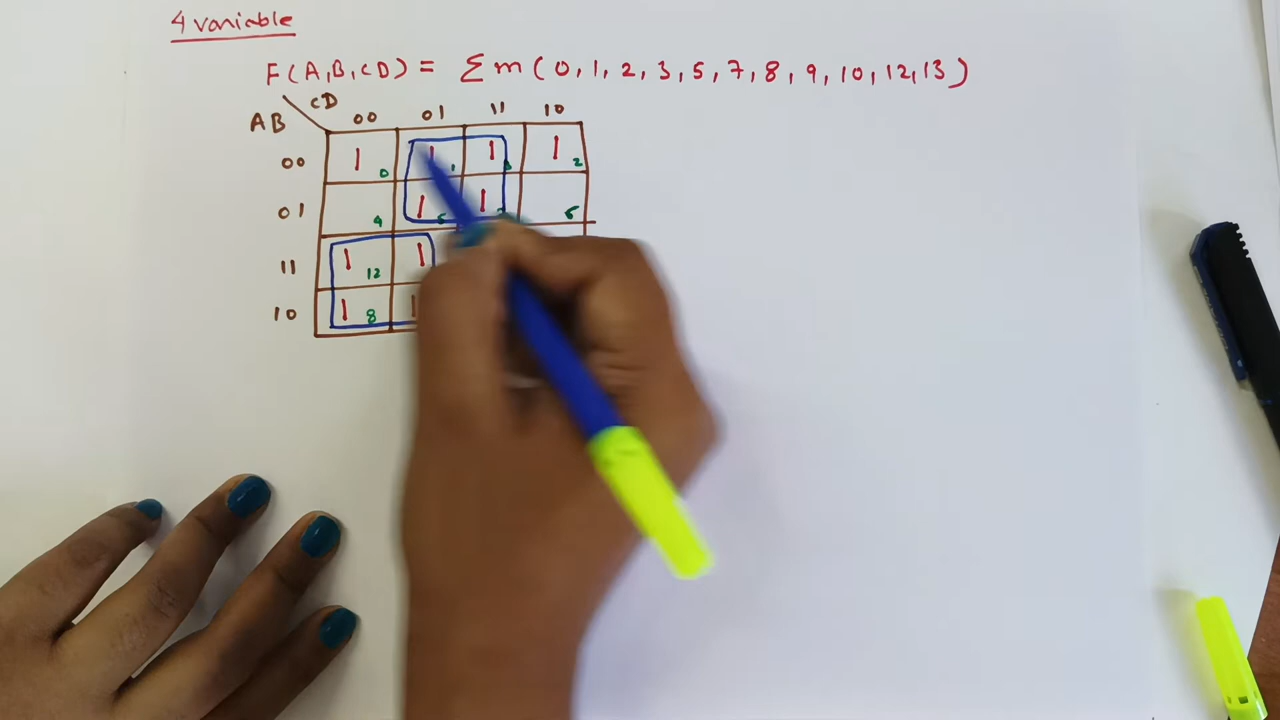 4 variable
F(A,B,CD) = Σm(0,1,2,3,5,7,8,9,10,12,13)
CD
AB 00 01 11 10
00 1 0 1 1 1 3 1 2
01 4 1 5 1 6
11 1 12 1
10 1 8 1